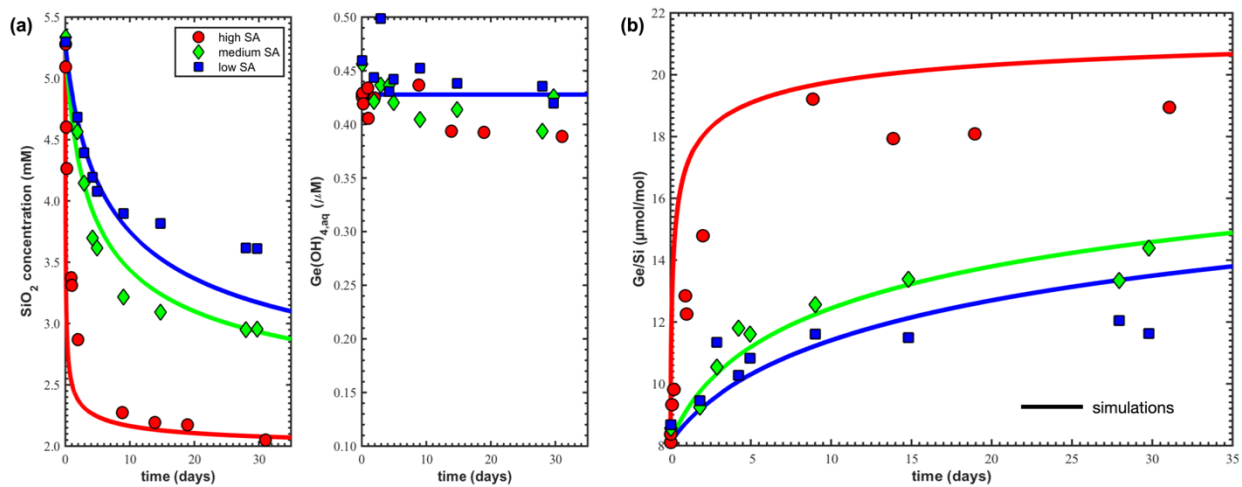 (a)
high SA
medium SA
low SA
SiO2 concentration (mM)
5.5
5.0
4.5
4.0
3.5
3.0
2.5
2.0
0 10 20 30
time (days)
Ge(OH)4,aq (μM)
0.50
0.45
0.40
0.35
0.30
0.25
0.20
0.15
0.10
0 10 20 30
time (days)
(b)
Ge/Si (μmol/mol)
22
20
18
16
14
12
10
8
0 5 10 15 20 25 30 35
time (days)
simulations